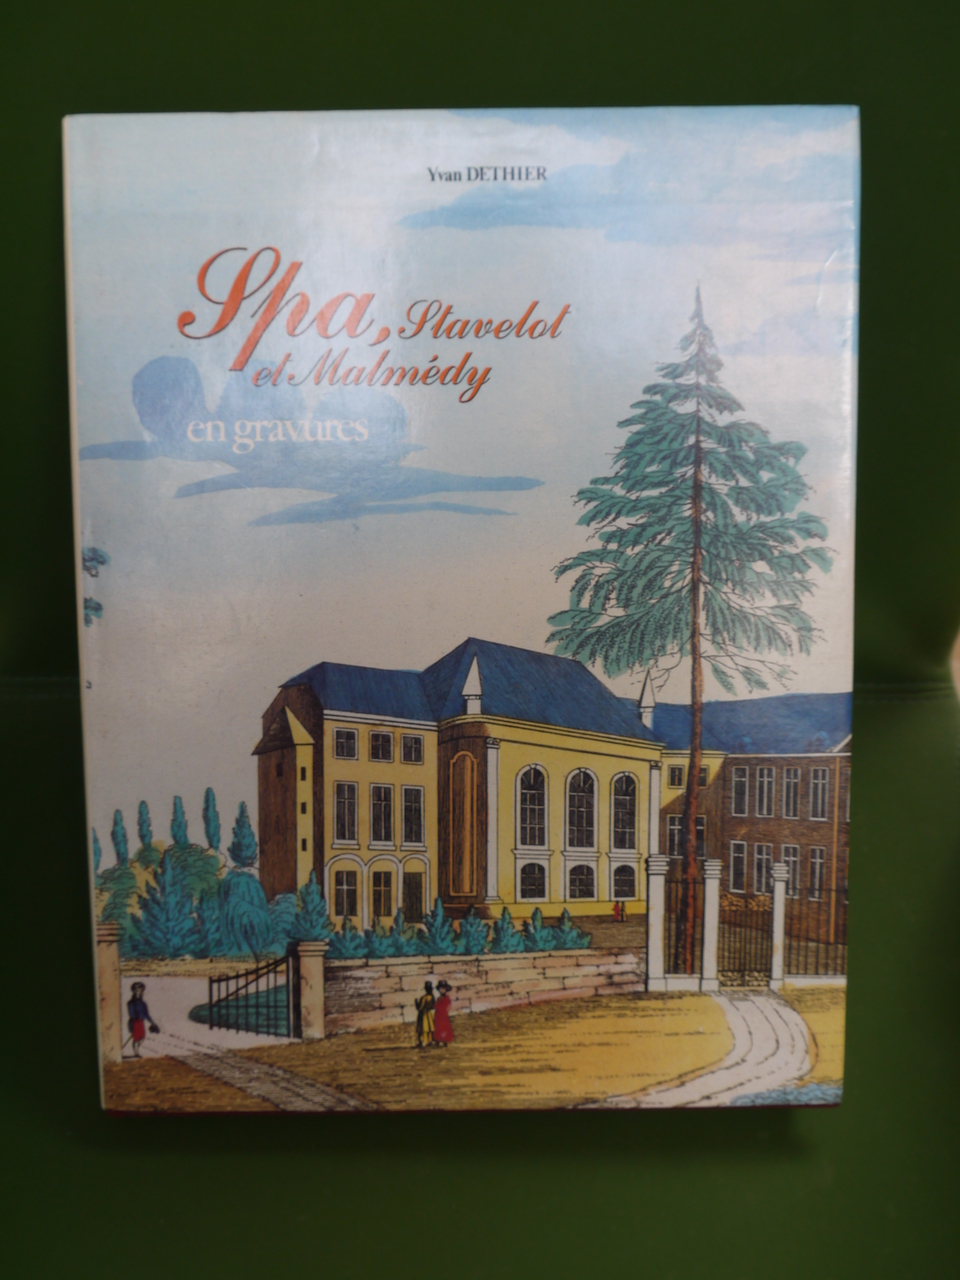 Yvan DETHIER
Spa, Stavelot
et Malmédy
en gravures